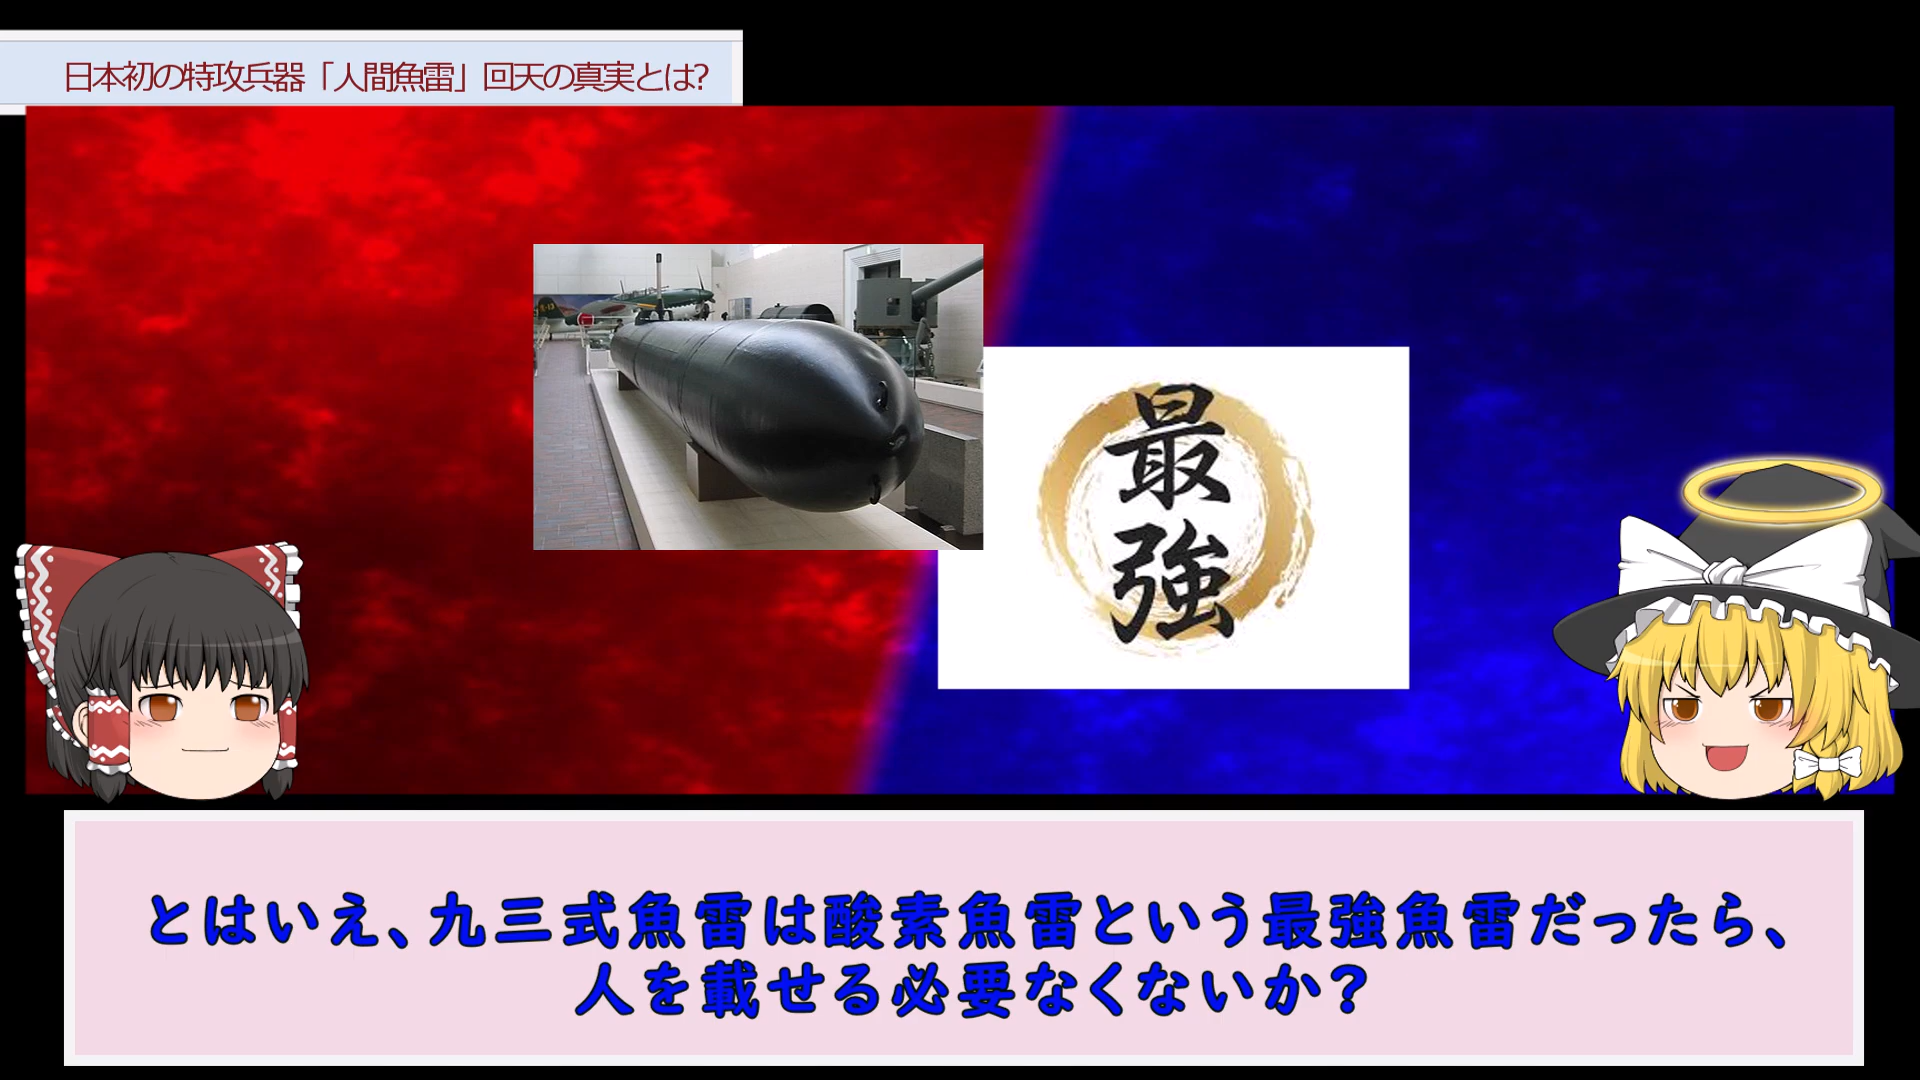 日本初の特攻兵器「人間魚雷」回天の真実とは?
最
強
とはいえ、九三式魚雷は酸素魚雷という最強魚雷だったら、
人を載せる必要なくないか?